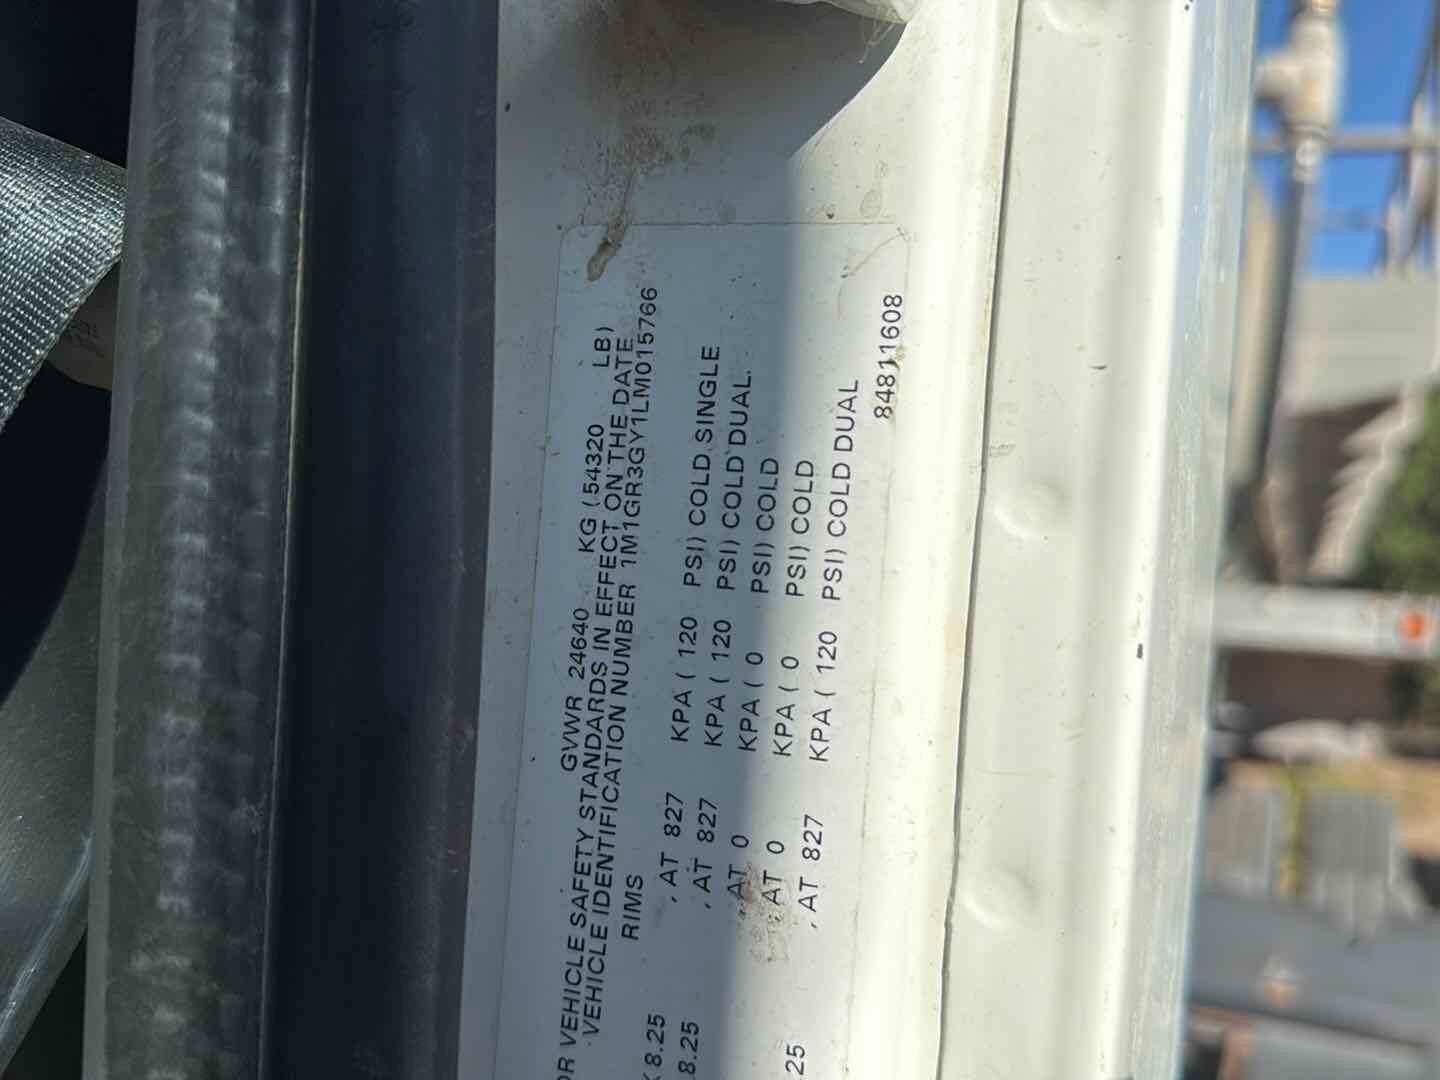 GVWR 24640 KG ( 54320 LB)
OR VEHICLE SAFETY STANDARDS IN EFFECT ON THE DATE
VEHICLE IDENTIFICATION NUMBER 1M1GR3GY1LM015766
RIMS
X 8.25 , AT 827 KPA ( 120 PSI) COLD SINGLE
8.25 , AT 827 KPA ( 120 PSI) COLD DUAL
, AT 0 KPA ( 0 PSI) COLD
, AT 0 KPA ( 0 PSI) COLD
.25 , AT 827 KPA ( 120 PSI) COLD DUAL
84811608